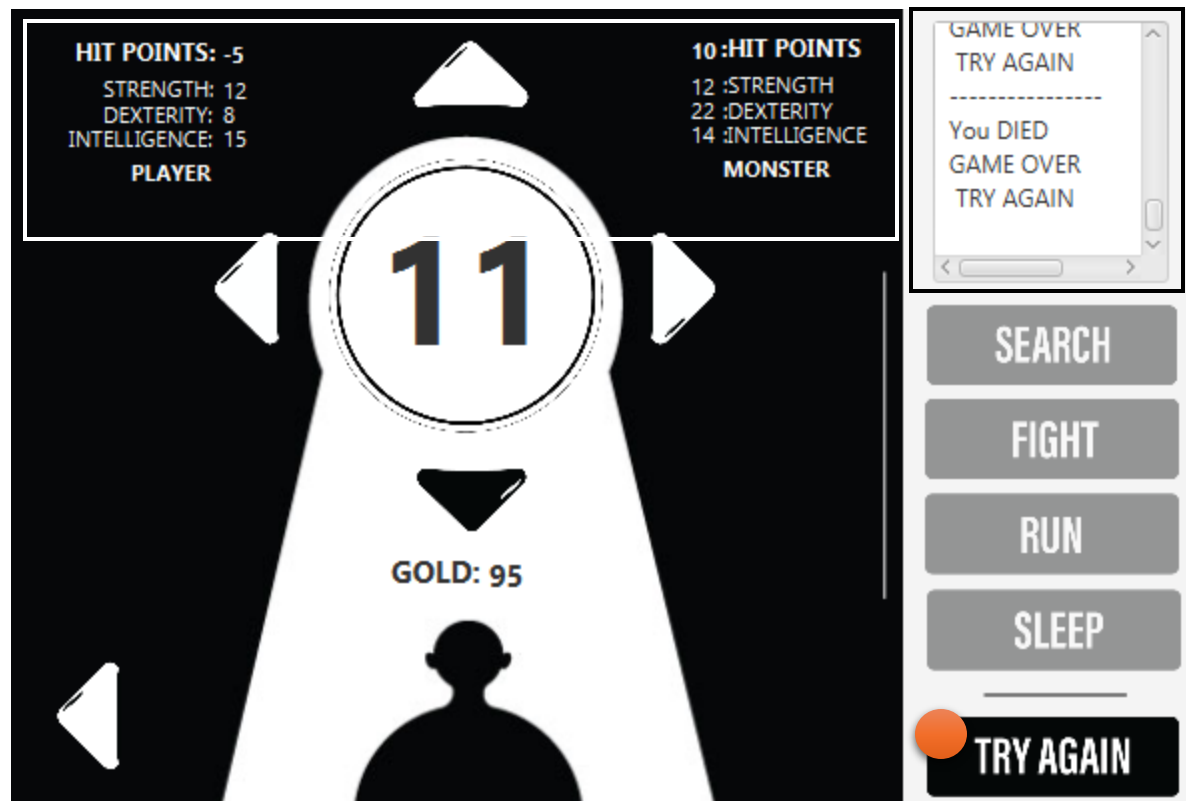 HIT POINTS: -5
STRENGTH: 12
DEXTERITY: 8
INTELLIGENCE: 15
PLAYER
10 :HIT POINTS
12 :STRENGTH
22 :DEXTERITY
14 :INTELLIGENCE
MONSTER
11
GOLD: 95
GAME OVER
TRY AGAIN
----------------
You DIED
GAME OVER
TRY AGAIN
SEARCH
FIGHT
RUN
SLEEP
TRY AGAIN